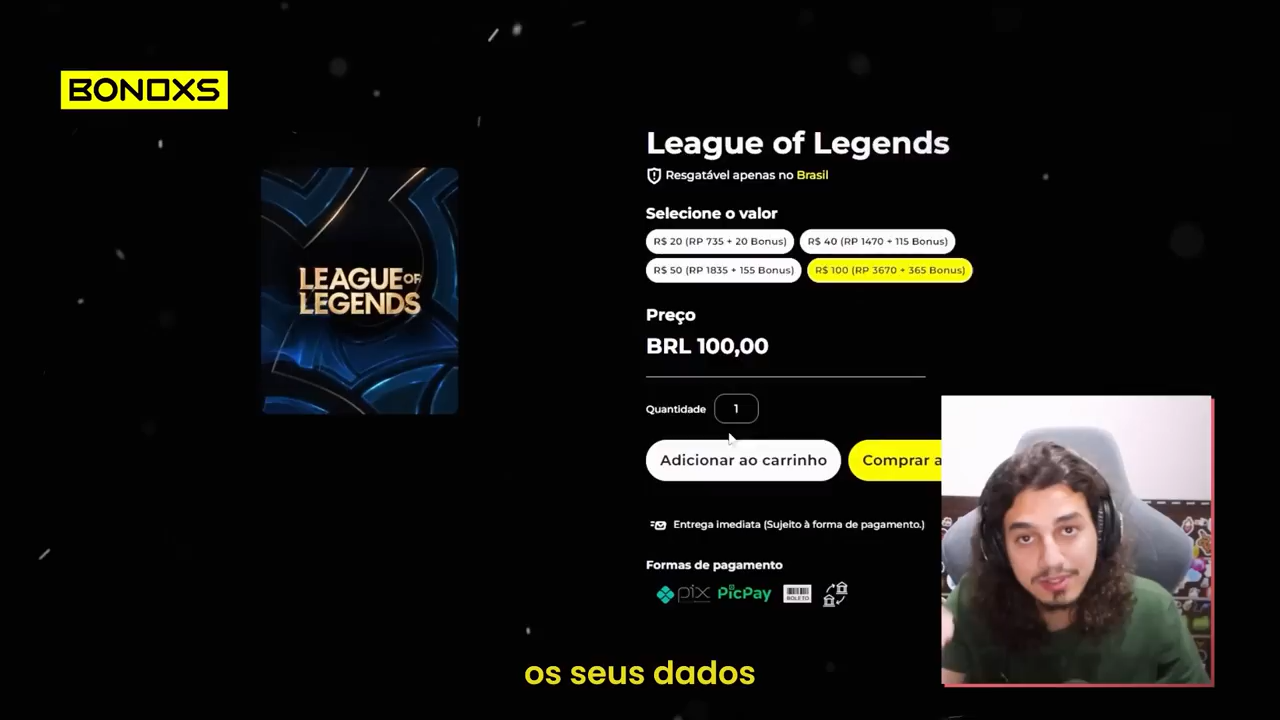 BONOXS
League of Legends
Resgatável apenas no Brasil
Selecione o valor
R$ 20 (RP 735 + 20 Bonus)
R$ 40 (RP 1470 + 115 Bonus)
R$ 50 (RP 1835 + 155 Bonus)
R$ 100 (RP 3670 + 365 Bonus)
LEAGUE OF
LEGENDS
Preço
BRL 100,00
Quantidade 1
Adicionar ao carrinho
Comprar a
Entrega imediata (Sujeito à forma de pagamento.)
Formas de pagamento
pix PicPay BOLETO
os seus dados